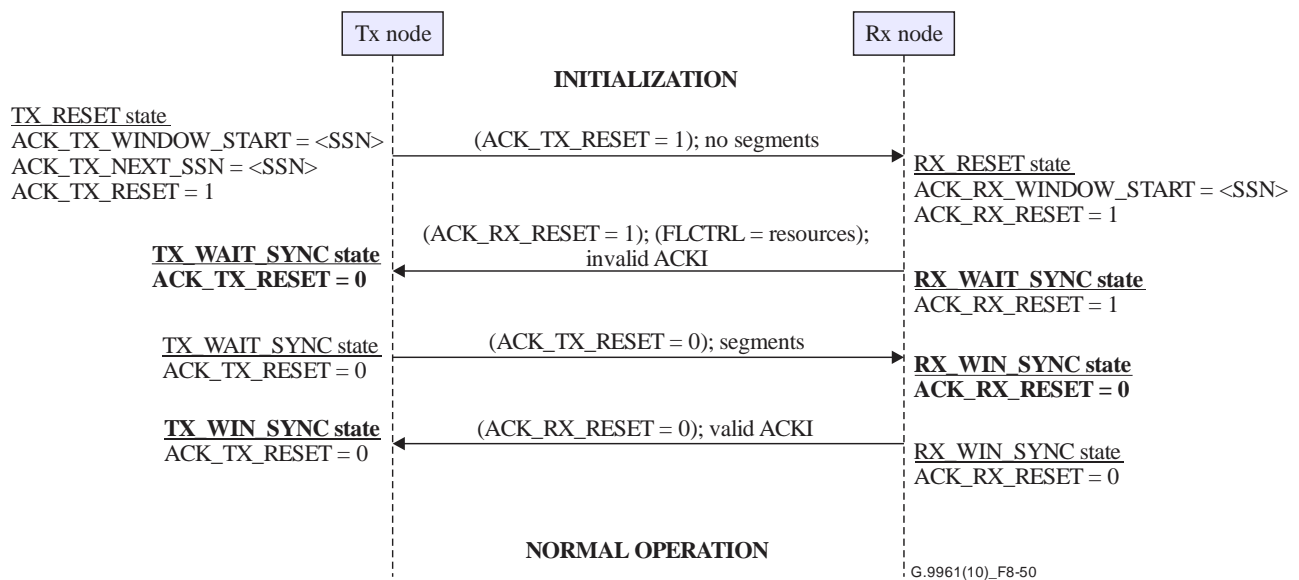 Tx node
Rx node
INITIALIZATION
TX_RESET state
ACK_TX_WINDOW_START = <SSN>
ACK_TX_NEXT_SSN = <SSN>
ACK_TX_RESET = 1
(ACK_TX_RESET = 1); no segments
RX_RESET state
ACK_RX_WINDOW_START = <SSN>
ACK_RX_RESET = 1
(ACK_RX_RESET = 1); (FLCTRL = resources);
invalid ACKI
TX_WAIT_SYNC state
ACK_TX_RESET = 0
RX_WAIT_SYNC state
ACK_RX_RESET = 1
TX_WAIT_SYNC state
ACK_TX_RESET = 0
(ACK_TX_RESET = 0); segments
RX_WIN_SYNC state
ACK_RX_RESET = 0
TX_WIN_SYNC state
ACK_TX_RESET = 0
(ACK_RX_RESET = 0); valid ACKI
RX_WIN_SYNC state
ACK_RX_RESET = 0
NORMAL OPERATION
G.9961(10)_F8-50